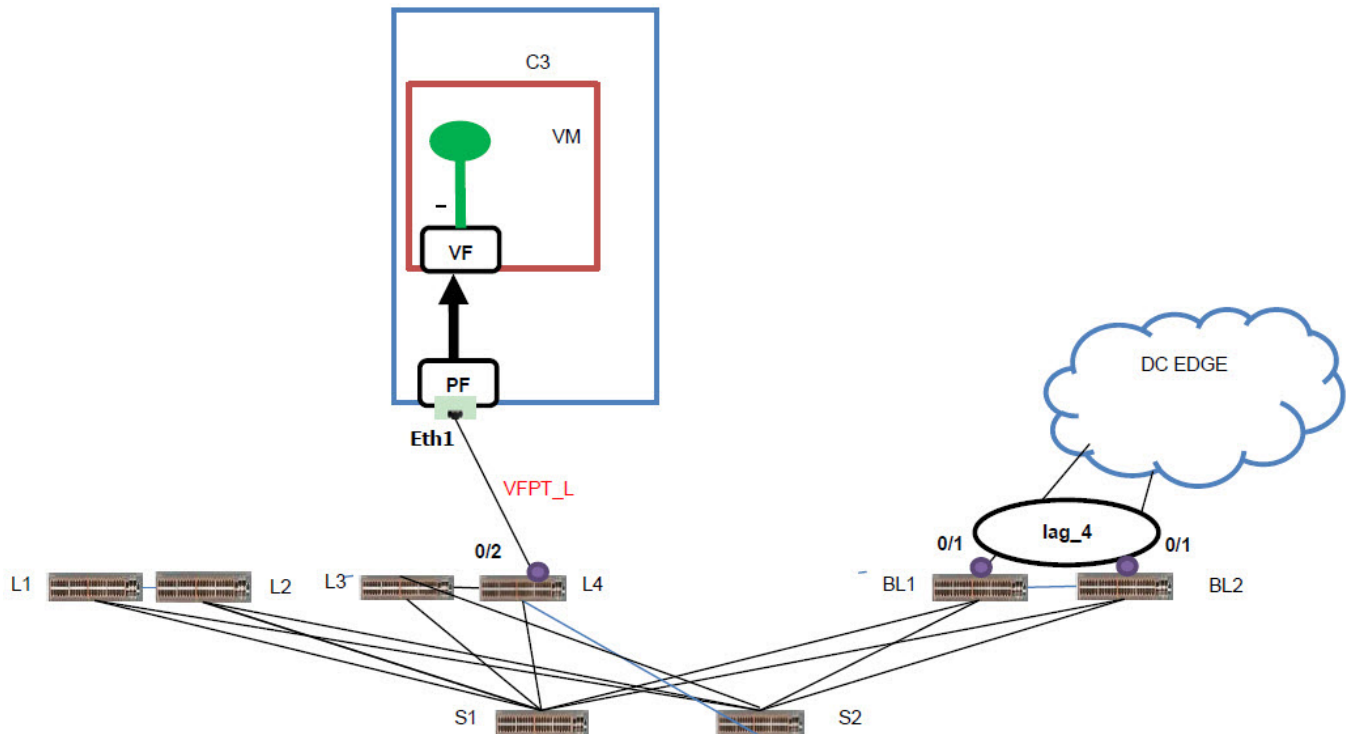 C3
VM
VF
PF
Eth1
DC EDGE
VFPT_L
lag_4
0/2
0/1
0/1
L1
L2
L3
L4
BL1
BL2
S1
S2